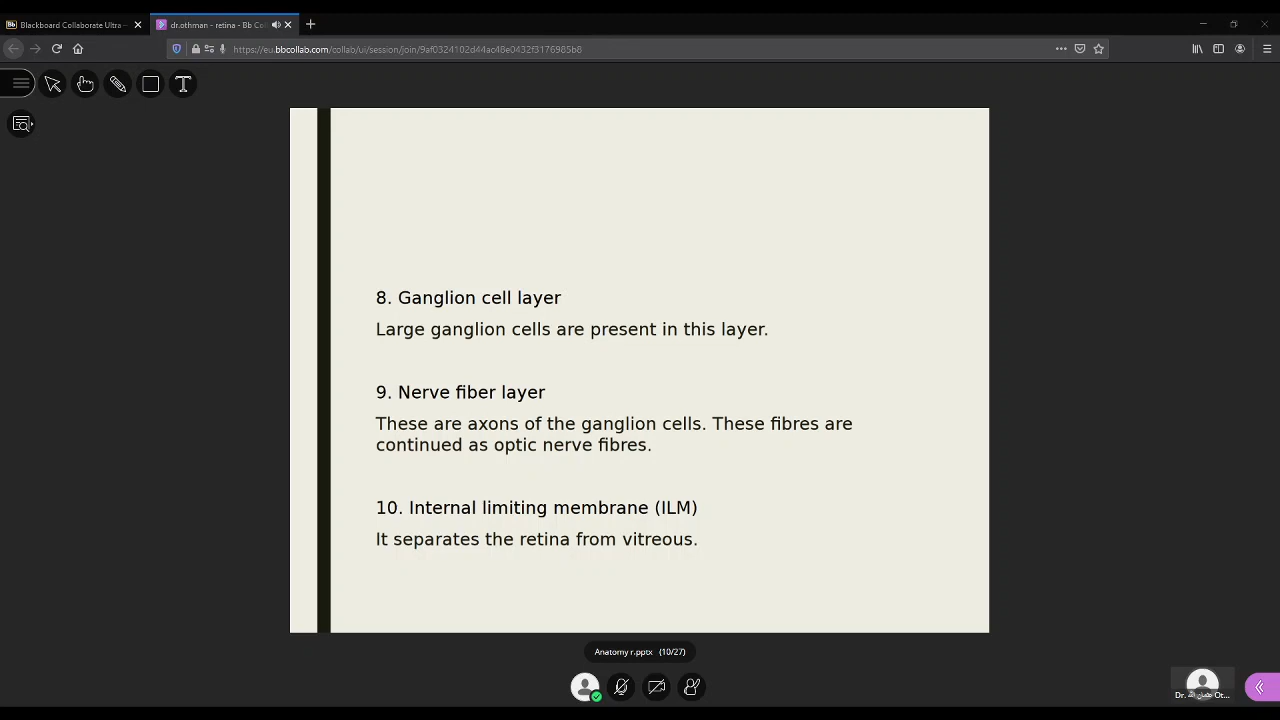 Blackboard Collaborate Ultra
dr.othman – retina – Bb Co
https://eu.bbcollab.com/collab/ui/session/join/9af0324102d44ac48e0432f3176985b8
8. Ganglion cell layer
Large ganglion cells are present in this layer.
9. Nerve fiber layer
These are axons of the ganglion cells. These fibres are
continued as optic nerve fibres.
10. Internal limiting membrane (ILM)
It separates the retina from vitreous.
Anatomy r.pptx (10/27)
Dr.